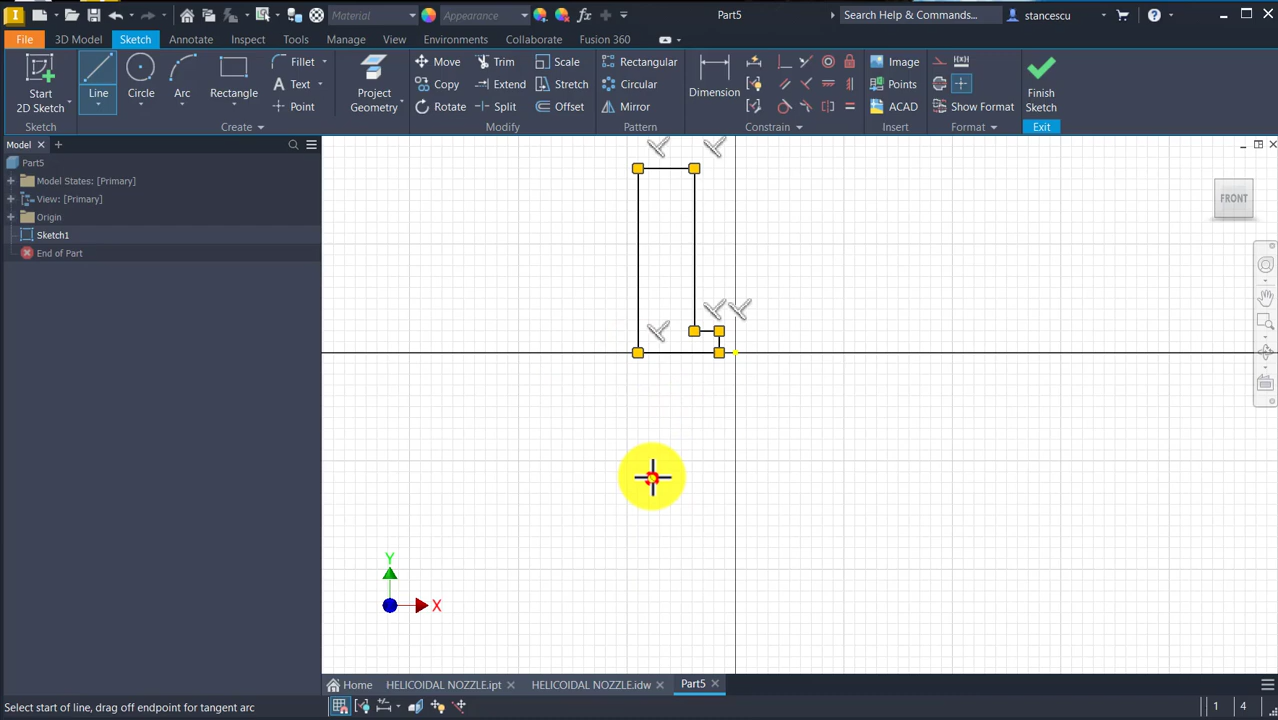 Material
Appearance
fx
Part5
Search Help & Commands...
stancescu
File
3D Model
Sketch
Annotate
Inspect
Tools
Manage
View
Environments
Collaborate
Fusion 360
Start
2D Sketch
Line
Circle
Arc
Rectangle
Fillet
Text
Point
Project
Geometry
Move
Copy
Rotate
Trim
Extend
Split
Scale
Stretch
Offset
Rectangular
Circular
Mirror
Dimension
Image
Points
ACAD
Show Format
Finish
Sketch
Sketch
Create
Modify
Pattern
Constrain
Insert
Format
Exit
Model
Part5
Model States: [Primary]
View: [Primary]
Origin
Sketch1
End of Part
FRONT
Y
X
Home
HELICOIDAL NOZZLE.ipt
HELICOIDAL NOZZLE.idw
Part5
Select start of line, drag off endpoint for tangent arc
1
4